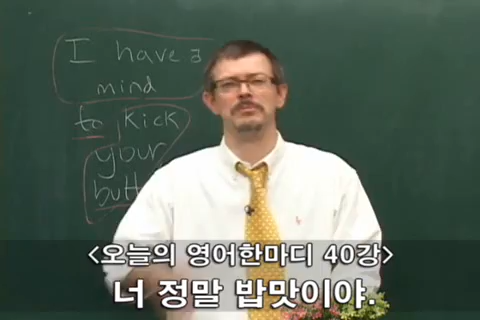 I have a
mind
to kick
your
butt
<오늘의 영어한마디 40강>
너 정말 밥맛이야.